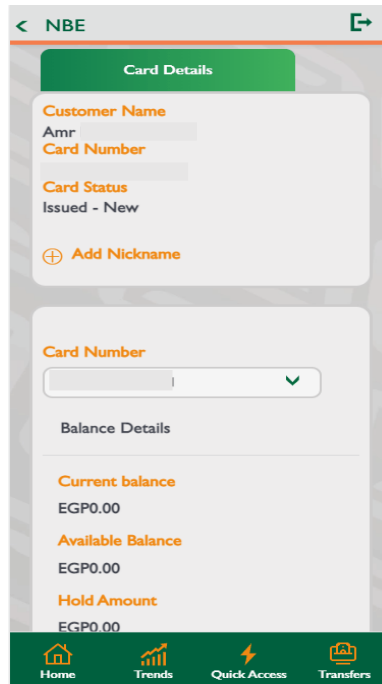 NBE
Card Details
Customer Name
Amr
Card Number
Card Status
Issued - New
Add Nickname
Card Number
Balance Details
Current balance
EGP0.00
Available Balance
EGP0.00
Hold Amount
EGP0.00
Home Trends Quick Access Transfers